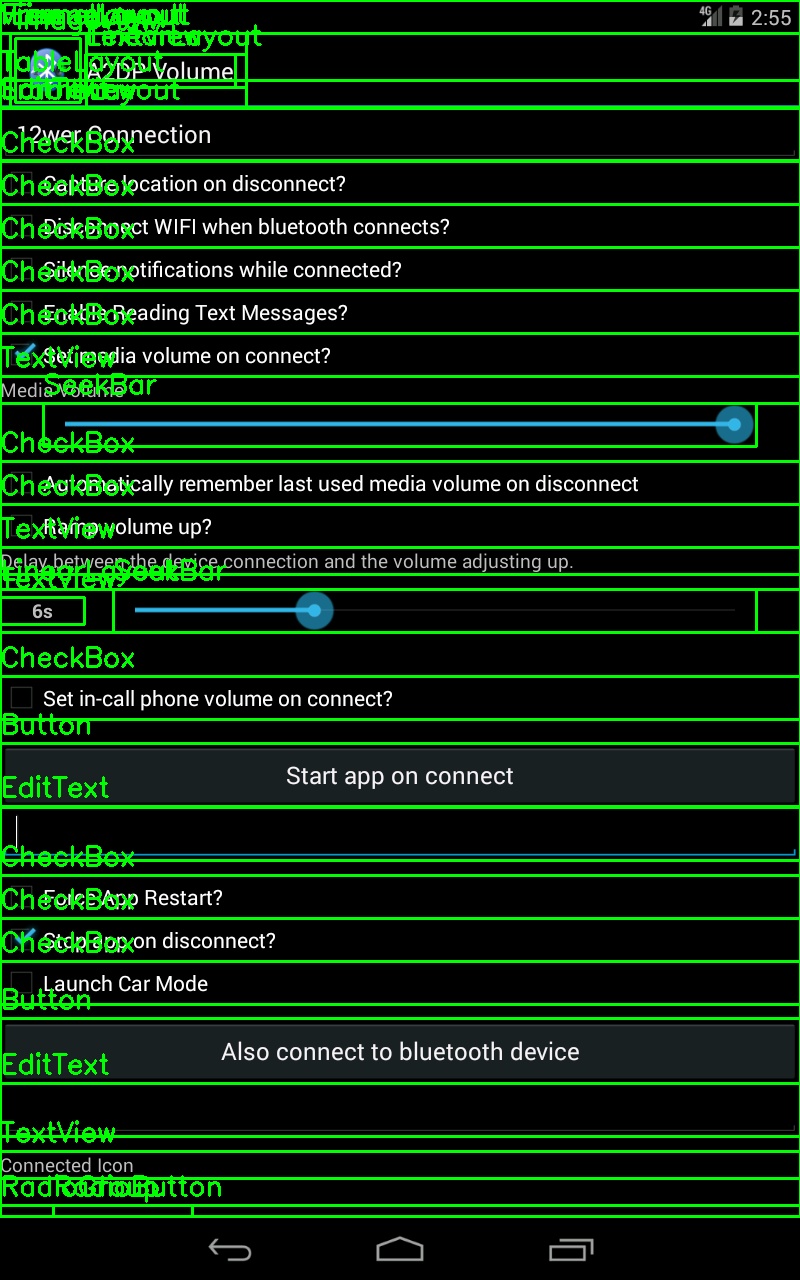 4G 2:55
LinearLayout
TextView
TableLayout
A2DP Volume
12wer Connection
CheckBox
Capture location on disconnect?
CheckBox
Disconnect WIFI when bluetooth connects?
CheckBox
Silence notifications while connected?
CheckBox
Enable Reading Text Messages?
CheckBox
Set media volume on connect?
TextView
Media Volume
SeekBar
CheckBox
Automatically remember last used media volume on disconnect
CheckBox
Ramp volume up?
TextView
Delay between the device connection and the volume adjusting up.
LinearLayout SeekBar
TextView
6s
CheckBox
Set in-call phone volume on connect?
Button
Start app on connect
EditText
CheckBox
Force App Restart?
CheckBox
Stop app on disconnect?
CheckBox
Launch Car Mode
Button
Also connect to bluetooth device
EditText
TextView
Connected Icon
RadioGroup
RadioButton